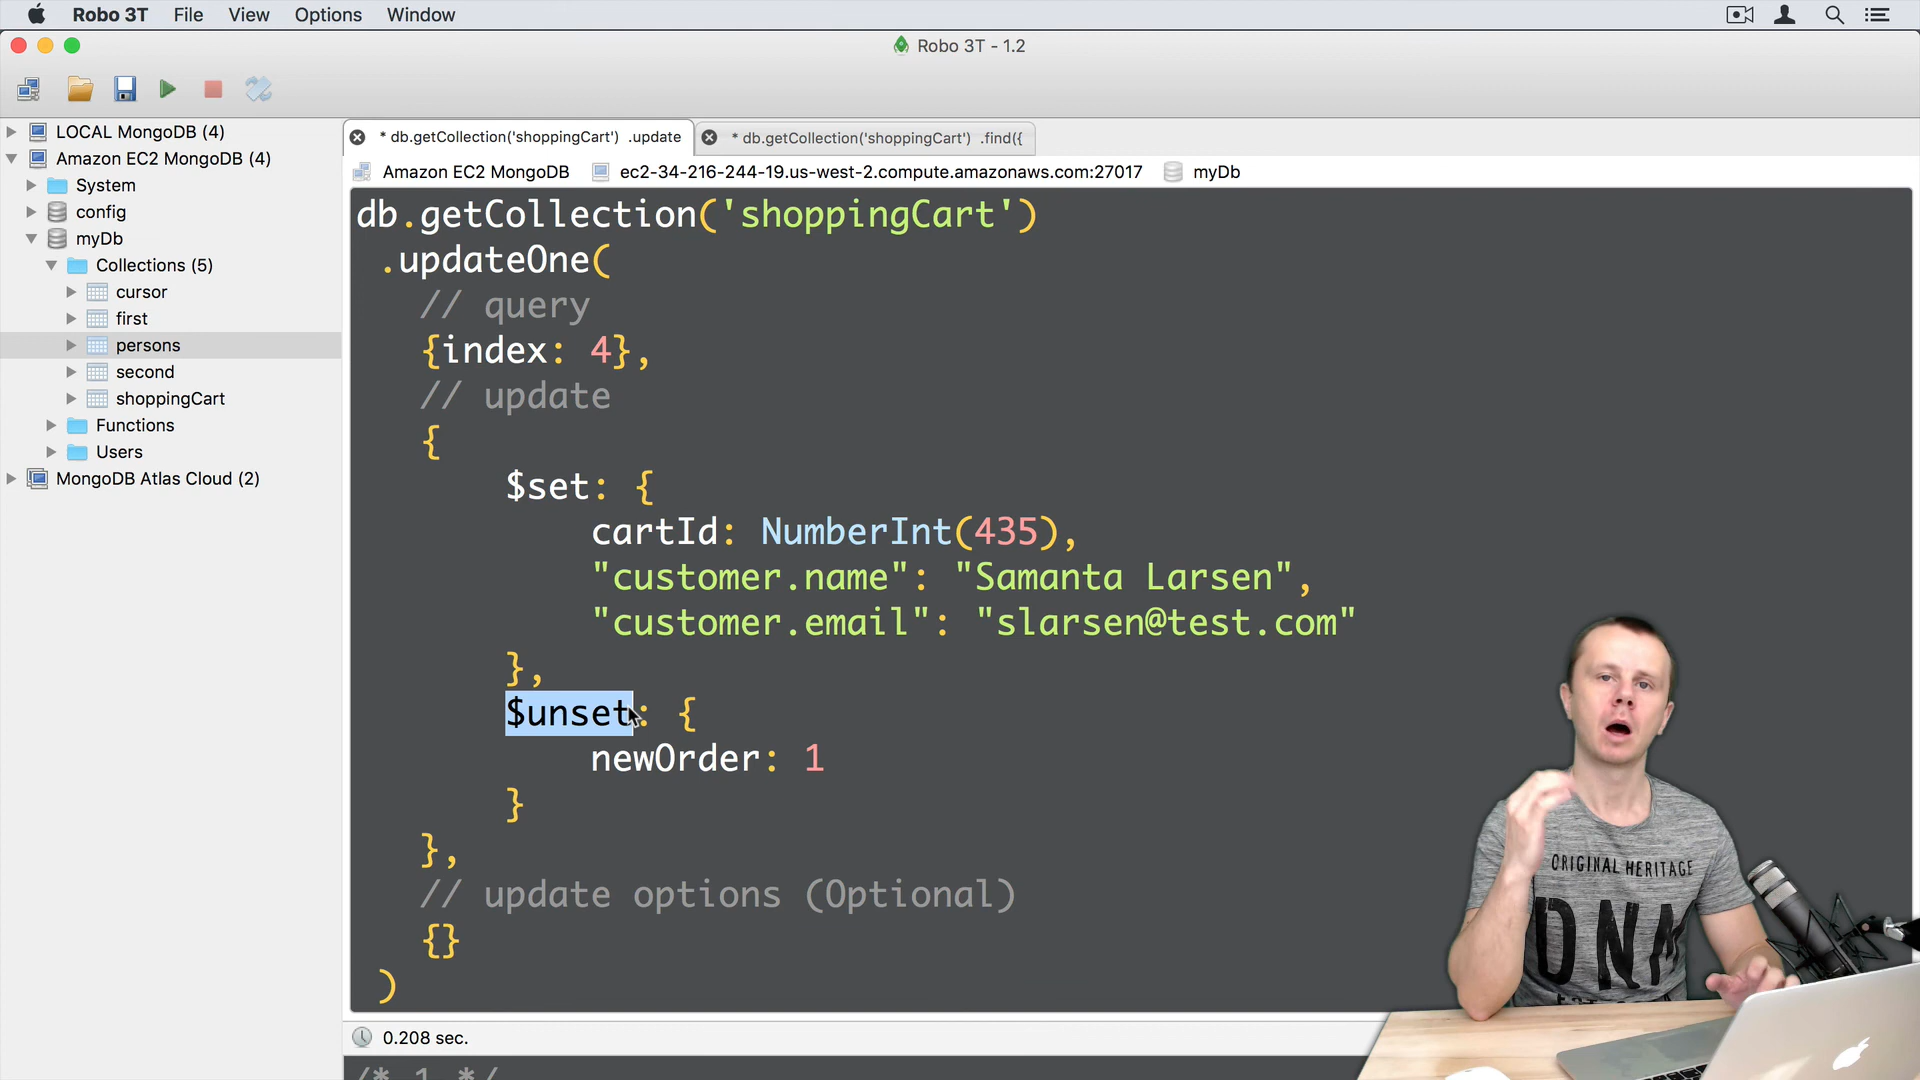 Robo 3T File View Options Window
Robo 3T - 1.2
LOCAL MongoDB (4)
Amazon EC2 MongoDB (4)
System
config
myDb
Collections (5)
cursor
first
persons
second
shoppingCart
Functions
Users
MongoDB Atlas Cloud (2)
* db.getCollection('shoppingCart') .update
* db.getCollection('shoppingCart') .find({
Amazon EC2 MongoDB ec2-34-216-244-19.us-west-2.compute.amazonaws.com:27017 myDb
db.getCollection('shoppingCart')
.updateOne(
// query
{index: 4},
// update
{
$set: {
cartId: NumberInt(435),
"customer.name": "Samanta Larsen",
"customer.email": "slarsen@test.com"
},
$unset: {
newOrder: 1
}
},
// update options (Optional)
{}
)
0.208 sec.
/* 1 */
ORIGINAL HERITAGE
DNM